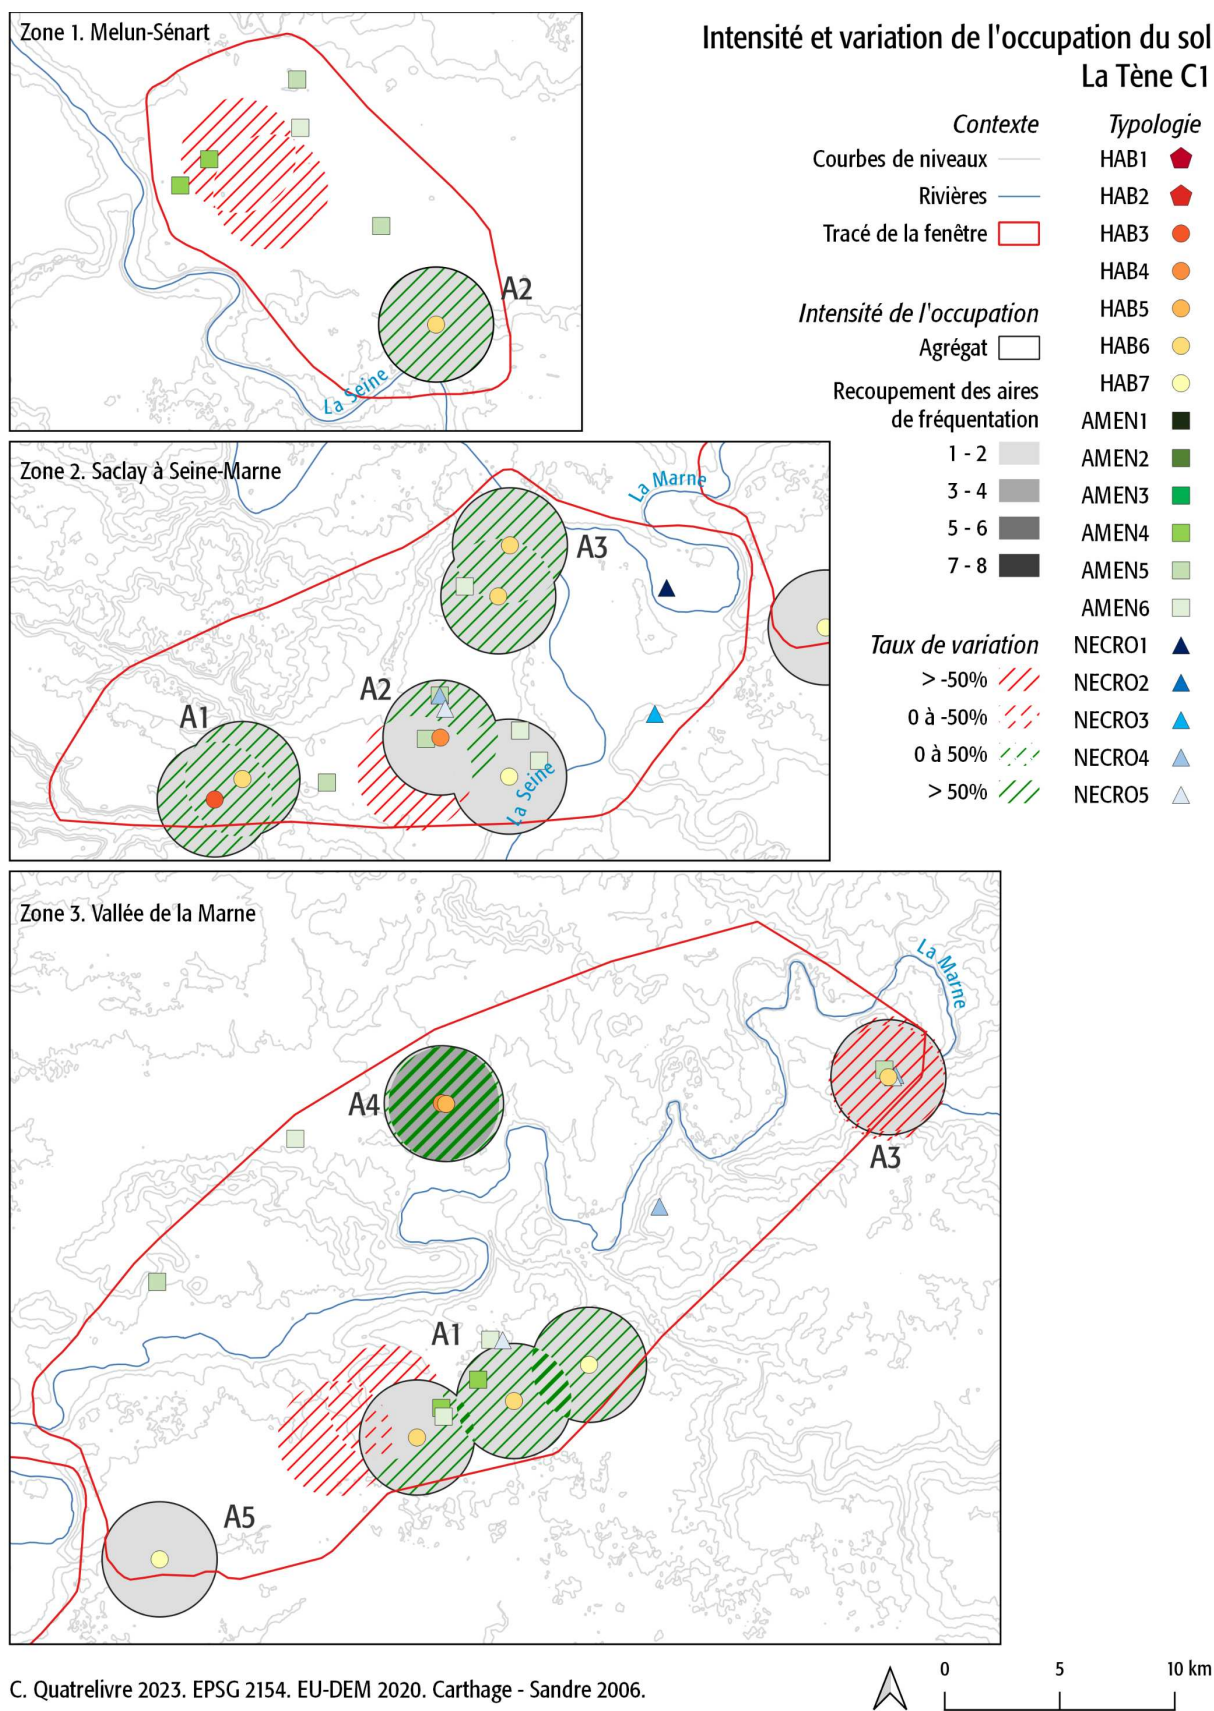 Zone 1. Melun-Sénart
A2
La Seine
Zone 2. Saclay à Seine-Marne
La Marne
A3
A2
A1
La Seine
Zone 3. Vallée de la Marne
La Marne
A4
A3
A1
A5
Intensité et variation de l'occupation du sol
La Tène C1
Contexte
Courbes de niveaux
Rivières
Tracé de la fenêtre
Intensité de l'occupation
Agrégat
Recoupement des aires
de fréquentation
1 - 2
3 - 4
5 - 6
7 - 8
Taux de variation
> -50%
0 à -50%
0 à 50%
> 50%
Typologie
HAB1
HAB2
HAB3
HAB4
HAB5
HAB6
HAB7
AMEN1
AMEN2
AMEN3
AMEN4
AMEN5
AMEN6
NECRO1
NECRO2
NECRO3
NECRO4
NECRO5
C. Quatrelivre 2023. EPSG 2154. EU-DEM 2020. Carthage - Sandre 2006.
0 5 10 km